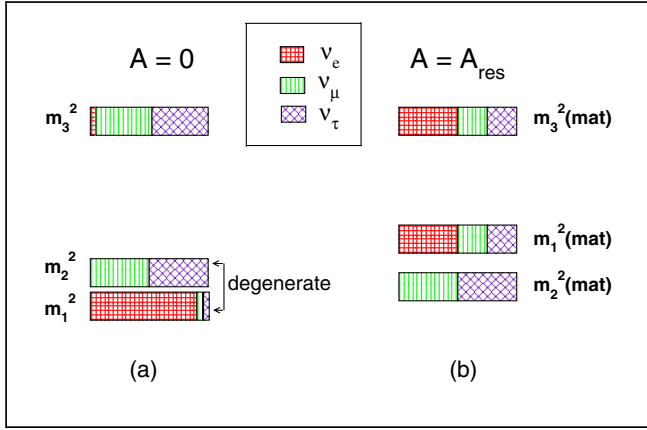 A = 0
ν_e
ν_μ
ν_τ
A = A_res
m_3^2
m_3^2(mat)
m_2^2
m_1^2
degenerate
m_1^2(mat)
m_2^2(mat)
(a)
(b)